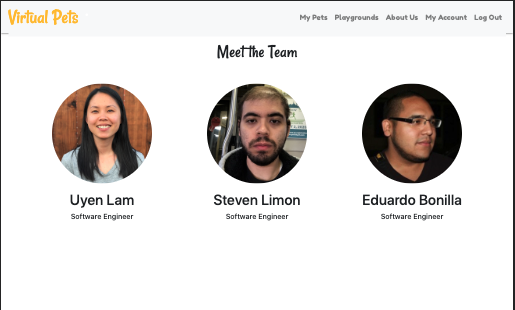 Virtual Pets
My Pets Playgrounds About Us My Account Log Out
Meet the Team
Uyen Lam Steven Limon Eduardo Bonilla
Software Engineer Software Engineer Software Engineer